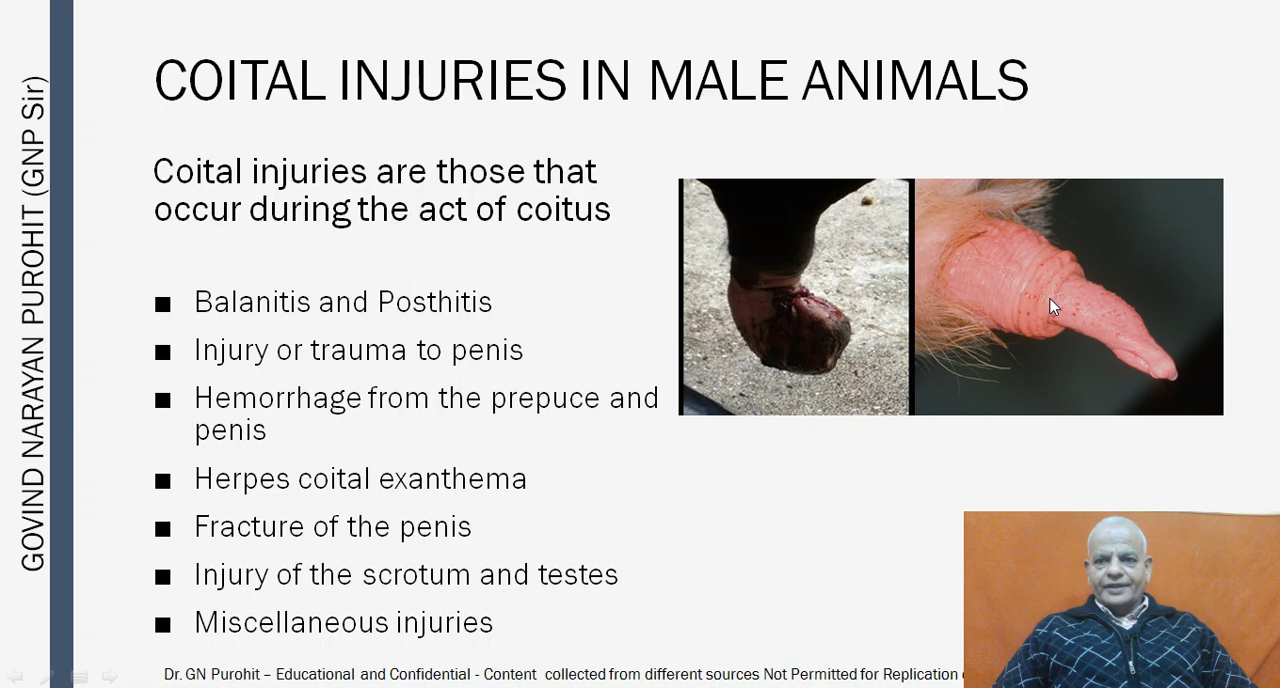 GOVIND NARAYAN PUROHIT (GNP Sir)
COITAL INJURIES IN MALE ANIMALS
Coital injuries are those that
occur during the act of coitus
■ Balanitis and Posthitis
■ Injury or trauma to penis
■ Hemorrhage from the prepuce and
penis
■ Herpes coital exanthema
■ Fracture of the penis
■ Injury of the scrotum and testes
■ Miscellaneous injuries
Dr. GN Purohit – Educational and Confidential - Content collected from different sources Not Permitted for Replication